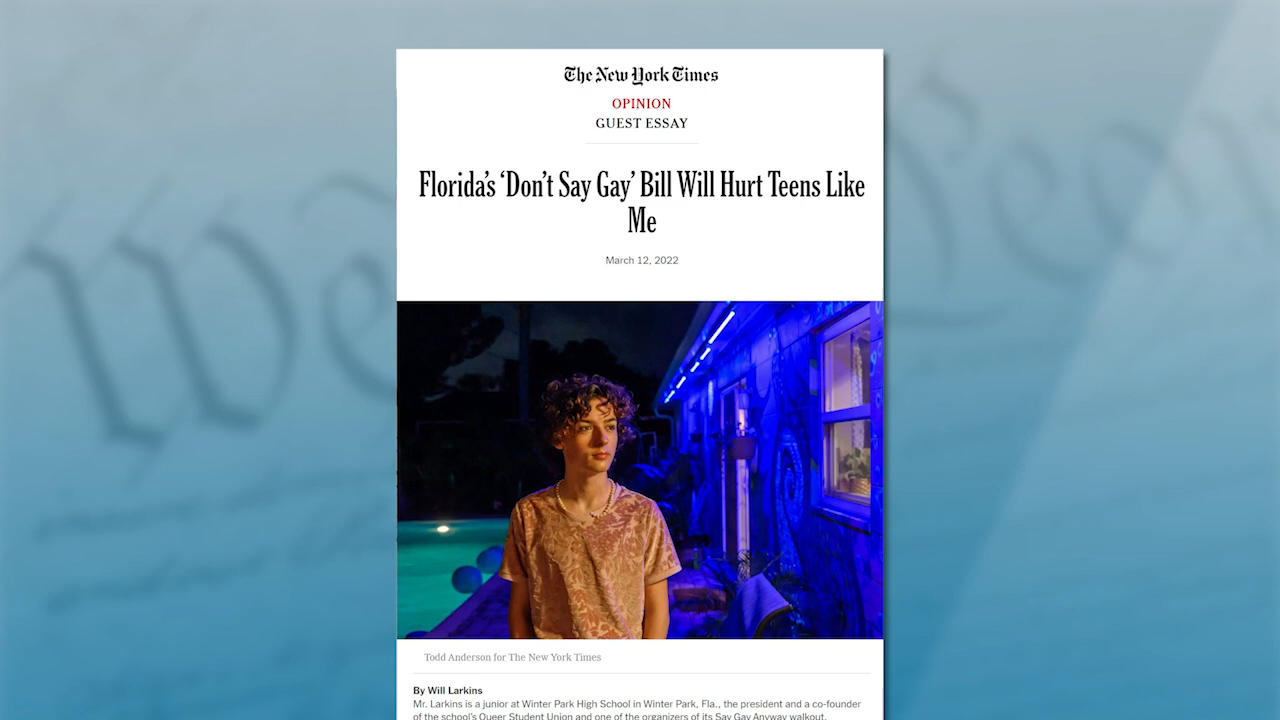 The New York Times
OPINION
GUEST ESSAY
Florida’s ‘Don’t Say Gay’ Bill Will Hurt Teens Like
Me
March 12, 2022
Todd Anderson for The New York Times
By Will Larkins
Mr. Larkins is a junior at Winter Park High School in Winter Park, Fla., the president and a co-founder
of the school’s Queer Student Union and one of the organizers of its Say Gay Anyway walkout.
We
Peo